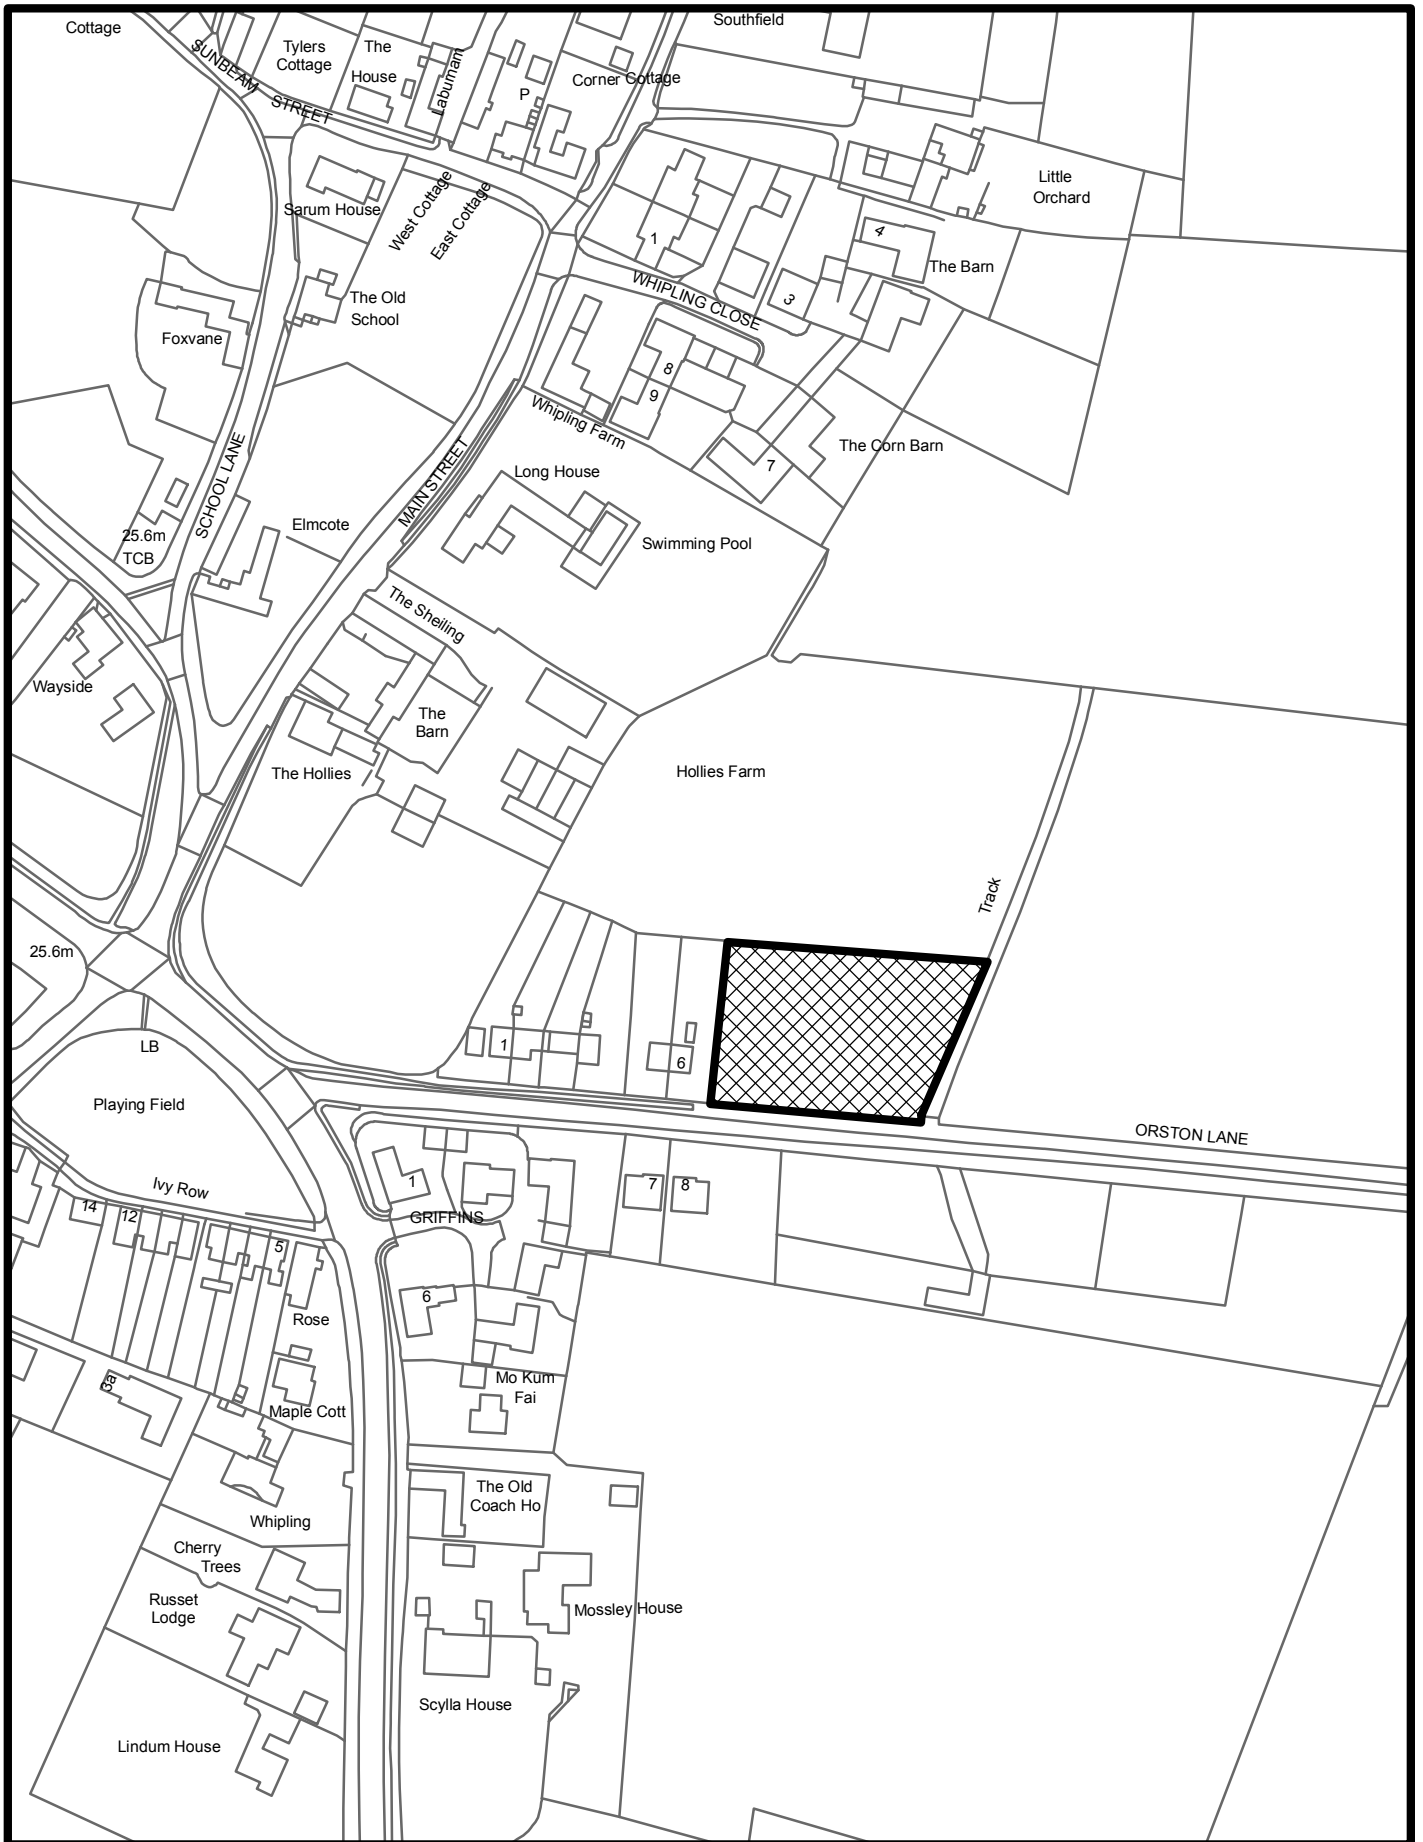 Cottage
SUNBEAM STREET
Tylers
Cottage
The
House
Laburnam
P
Corner Cottage
Southfield
Little
Orchard
Sarum House
West Cottage
East Cottage
1
4
The Barn
WHIPLING CLOSE
3
The Old
School
Foxvane
8
9
Whipling Farm
7
The Corn Barn
SCHOOL LANE
MAIN STREET
Long House
Elmcote
25.6m
TCB
Swimming Pool
The Sheiling
Wayside
The
Barn
The Hollies
Hollies Farm
Track
25.6m
LB
1
6
Playing Field
ORSTON LANE
Ivy Row
14
12
5
1
GRIFFINS
7
8
6
Rose
3a
Maple Cott
Mo Kum
Fai
The Old
Coach Ho
Whipling
Cherry
Trees
Russet
Lodge
Mossley House
Scylla House
Lindum House